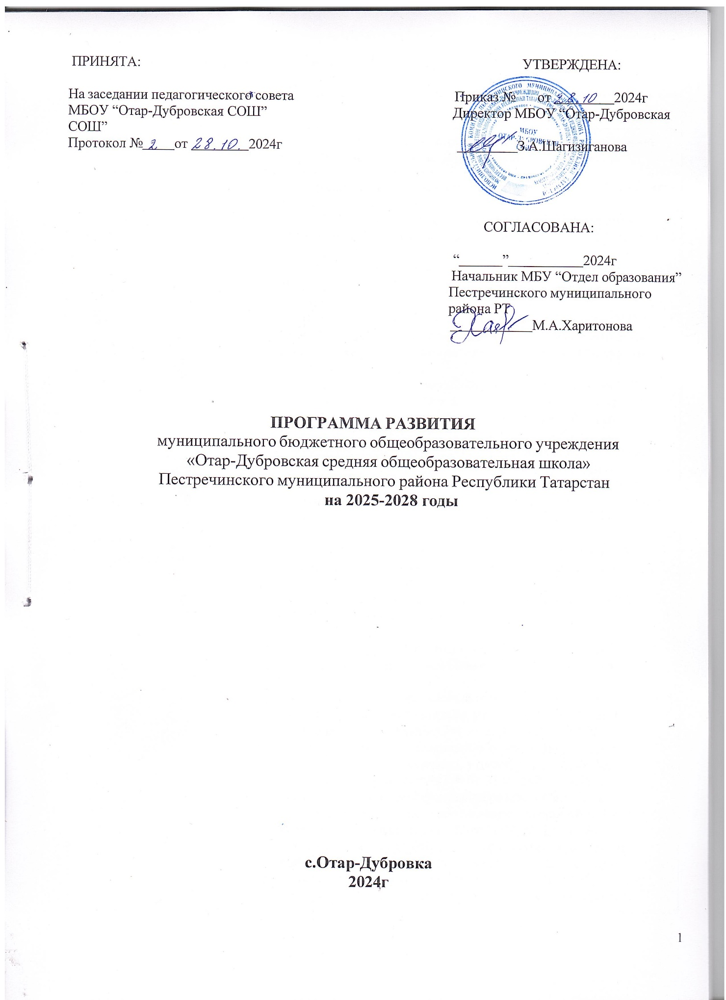 ПРИНЯТА:
На заседании педагогического совета
МБОУ “Отар-Дубровская СОШ”
СОШ”
Протокол № 2 от 28.10. 2024г
УТВЕРЖДЕНА:
Приказ № от 28.10 2024г
Директор МБОУ “Отар-Дубровская
З.А.Шагизиганова
МБОУ
ОТАР-ДУБРОВСКАЯ
СОГЛАСОВАНА:
“______”__________2024г
Начальник МБУ “Отдел образования”
Пестречинского муниципального
района РТ
М.А.Харитонова
ПРОГРАММА РАЗВИТИЯ
муниципального бюджетного общеобразовательного учреждения
«Отар-Дубровская средняя общеобразовательная школа»
Пестречинского муниципального района Республики Татарстан
на 2025-2028 годы
с.Отар-Дубровка
2024г
1